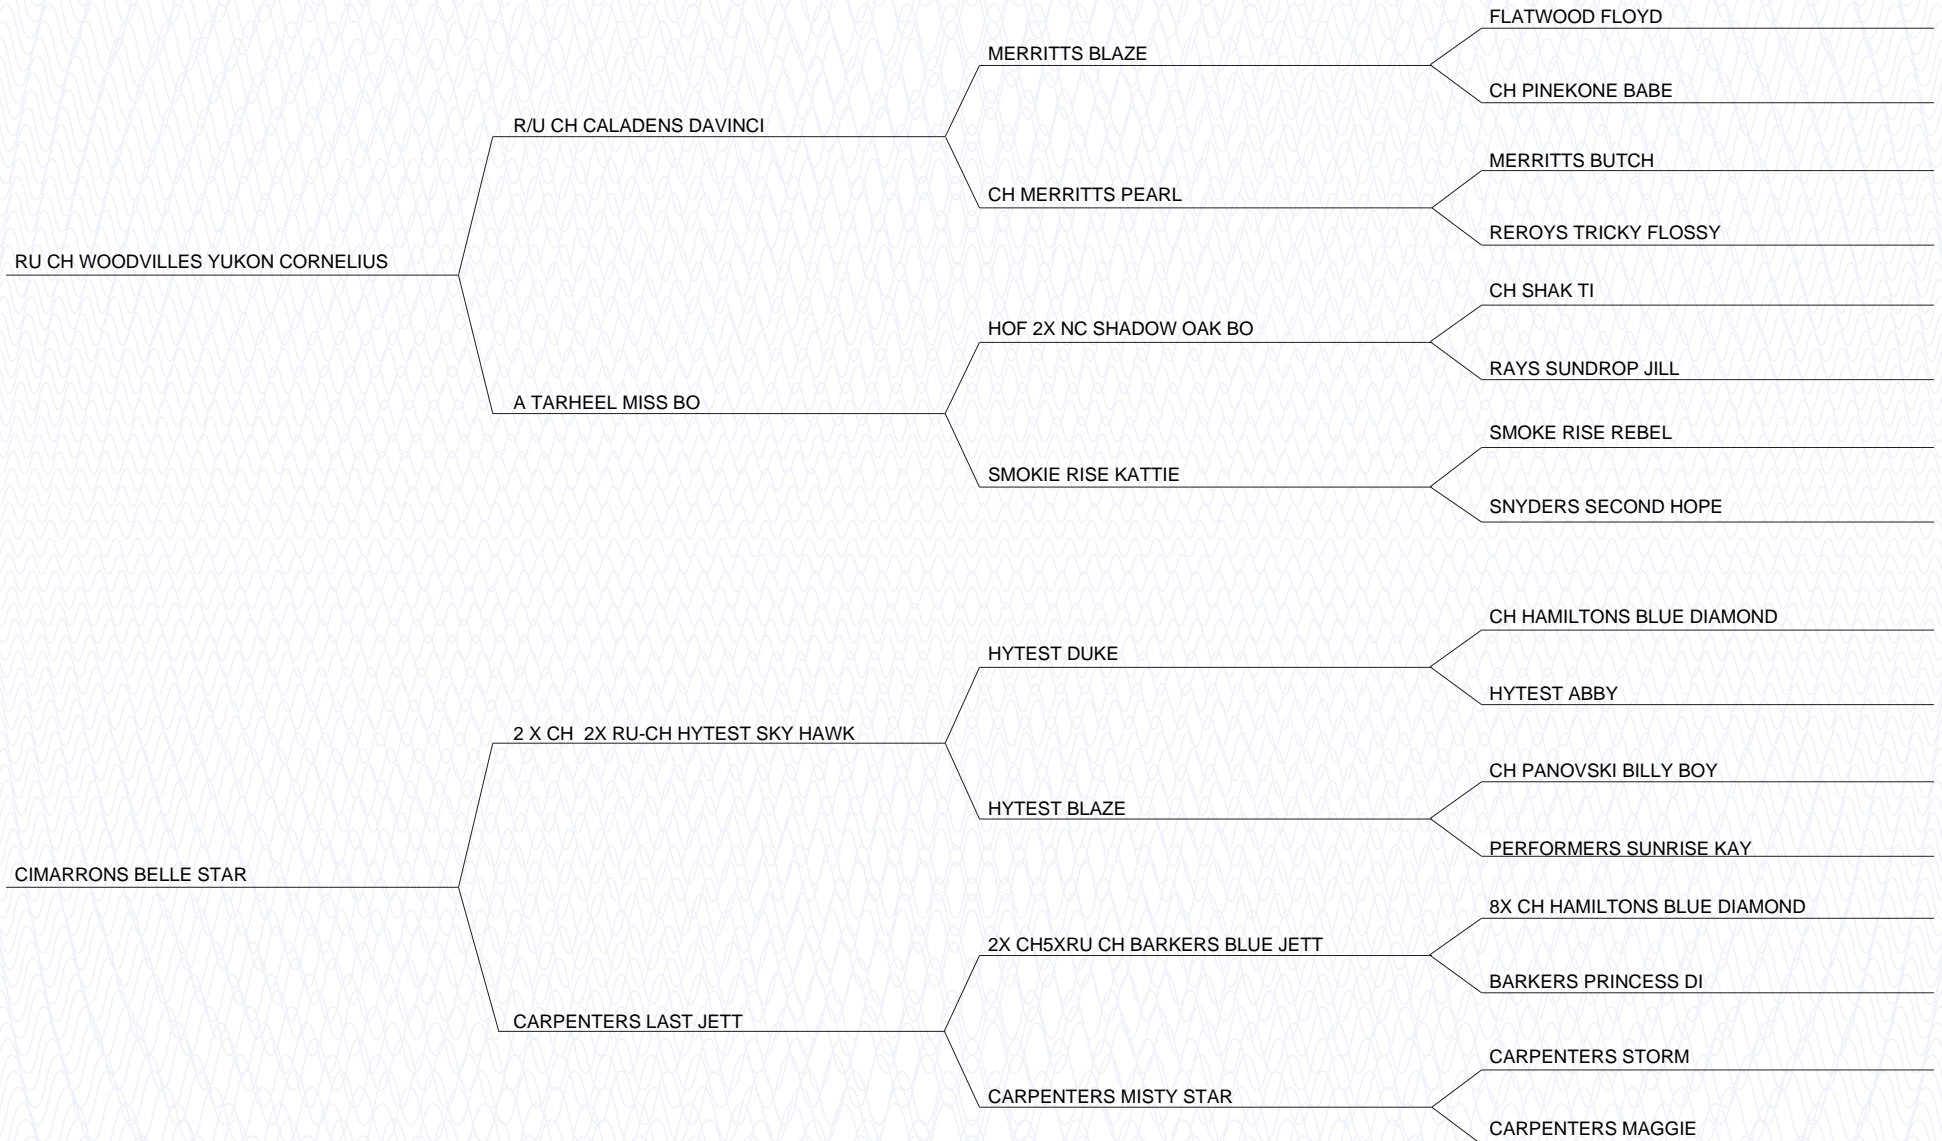 FLATWOOD FLOYD
MERRITTS BLAZE
CH PINEKONE BABE
R/U CH CALADENS DAVINCI
MERRITTS BUTCH
CH MERRITTS PEARL
REROYS TRICKY FLOSSY
RU CH WOODVILLES YUKON CORNELIUS
CH SHAK TI
HOF 2X NC SHADOW OAK BO
RAYS SUNDROP JILL
A TARHEEL MISS BO
SMOKE RISE REBEL
SMOKIE RISE KATTIE
SNYDERS SECOND HOPE
CH HAMILTONS BLUE DIAMOND
HYTEST DUKE
HYTEST ABBY
2 X CH  2X RU-CH HYTEST SKY HAWK
CH PANOVSKI BILLY BOY
HYTEST BLAZE
PERFORMERS SUNRISE KAY
CIMARRONS BELLE STAR
8X CH HAMILTONS BLUE DIAMOND
2X CH5XRU CH BARKERS BLUE JETT
BARKERS PRINCESS DI
CARPENTERS LAST JETT
CARPENTERS STORM
CARPENTERS MISTY STAR
CARPENTERS MAGGIE